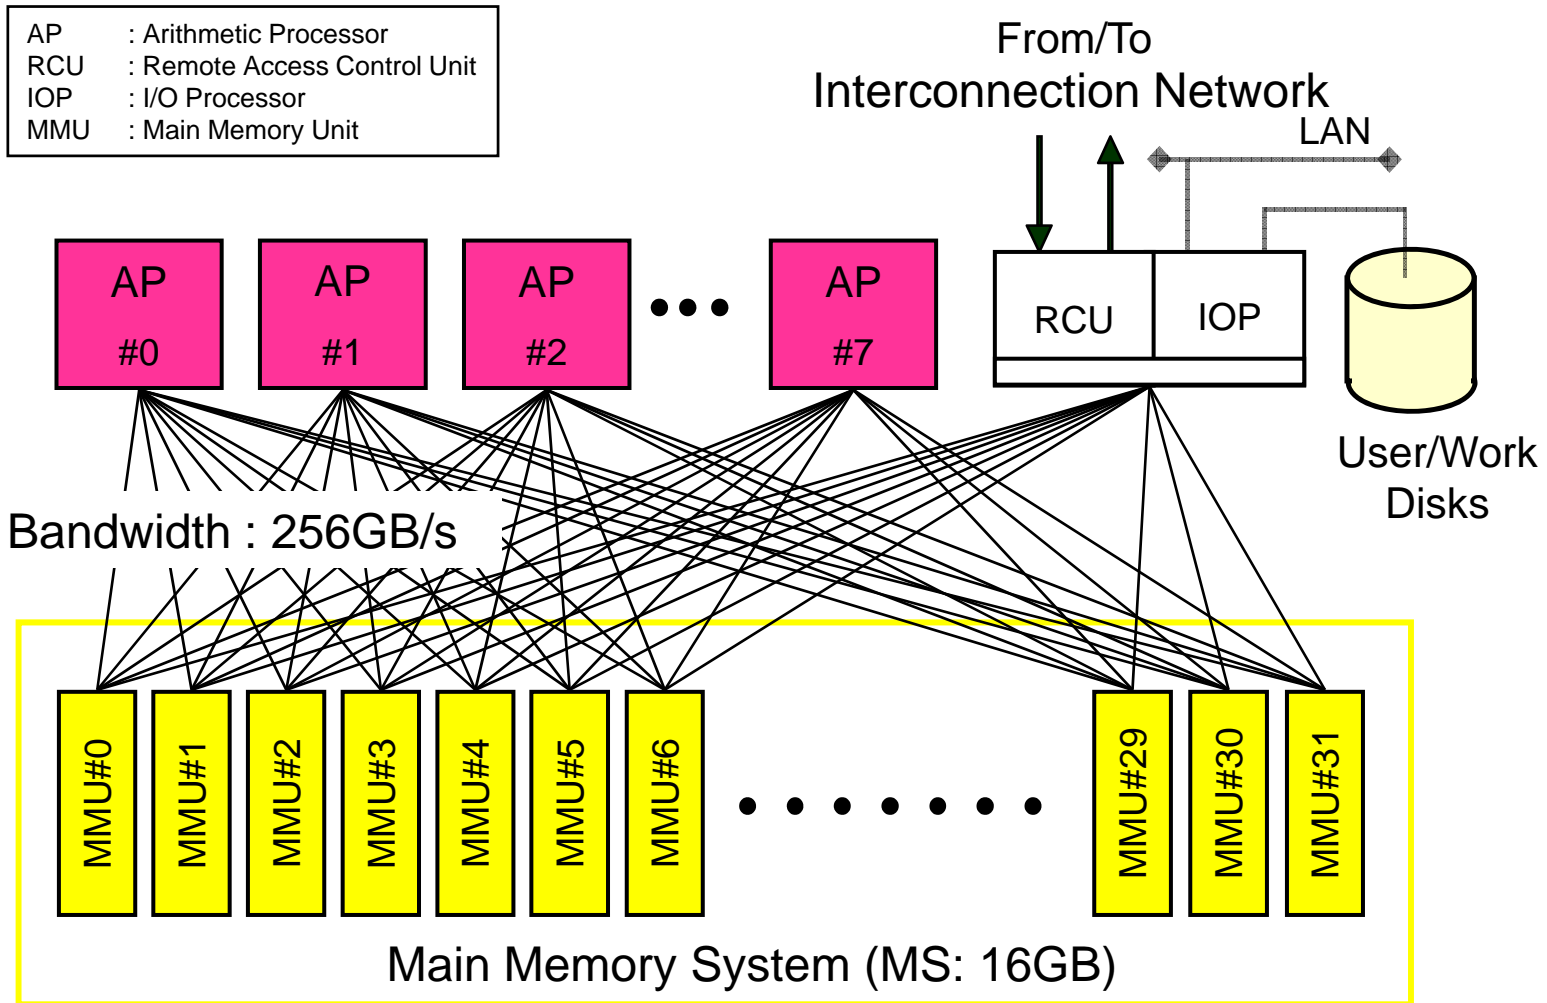 AP : Arithmetic Processor
RCU : Remote Access Control Unit
IOP : I/O Processor
MMU : Main Memory Unit
From/To
Interconnection Network
LAN
AP
#0
AP
#1
AP
#2
AP
#7
RCU
IOP
User/Work
Disks
Bandwidth : 256GB/s
MMU#0
MMU#1
MMU#2
MMU#3
MMU#4
MMU#5
MMU#6
MMU#29
MMU#30
MMU#31
Main Memory System (MS: 16GB)